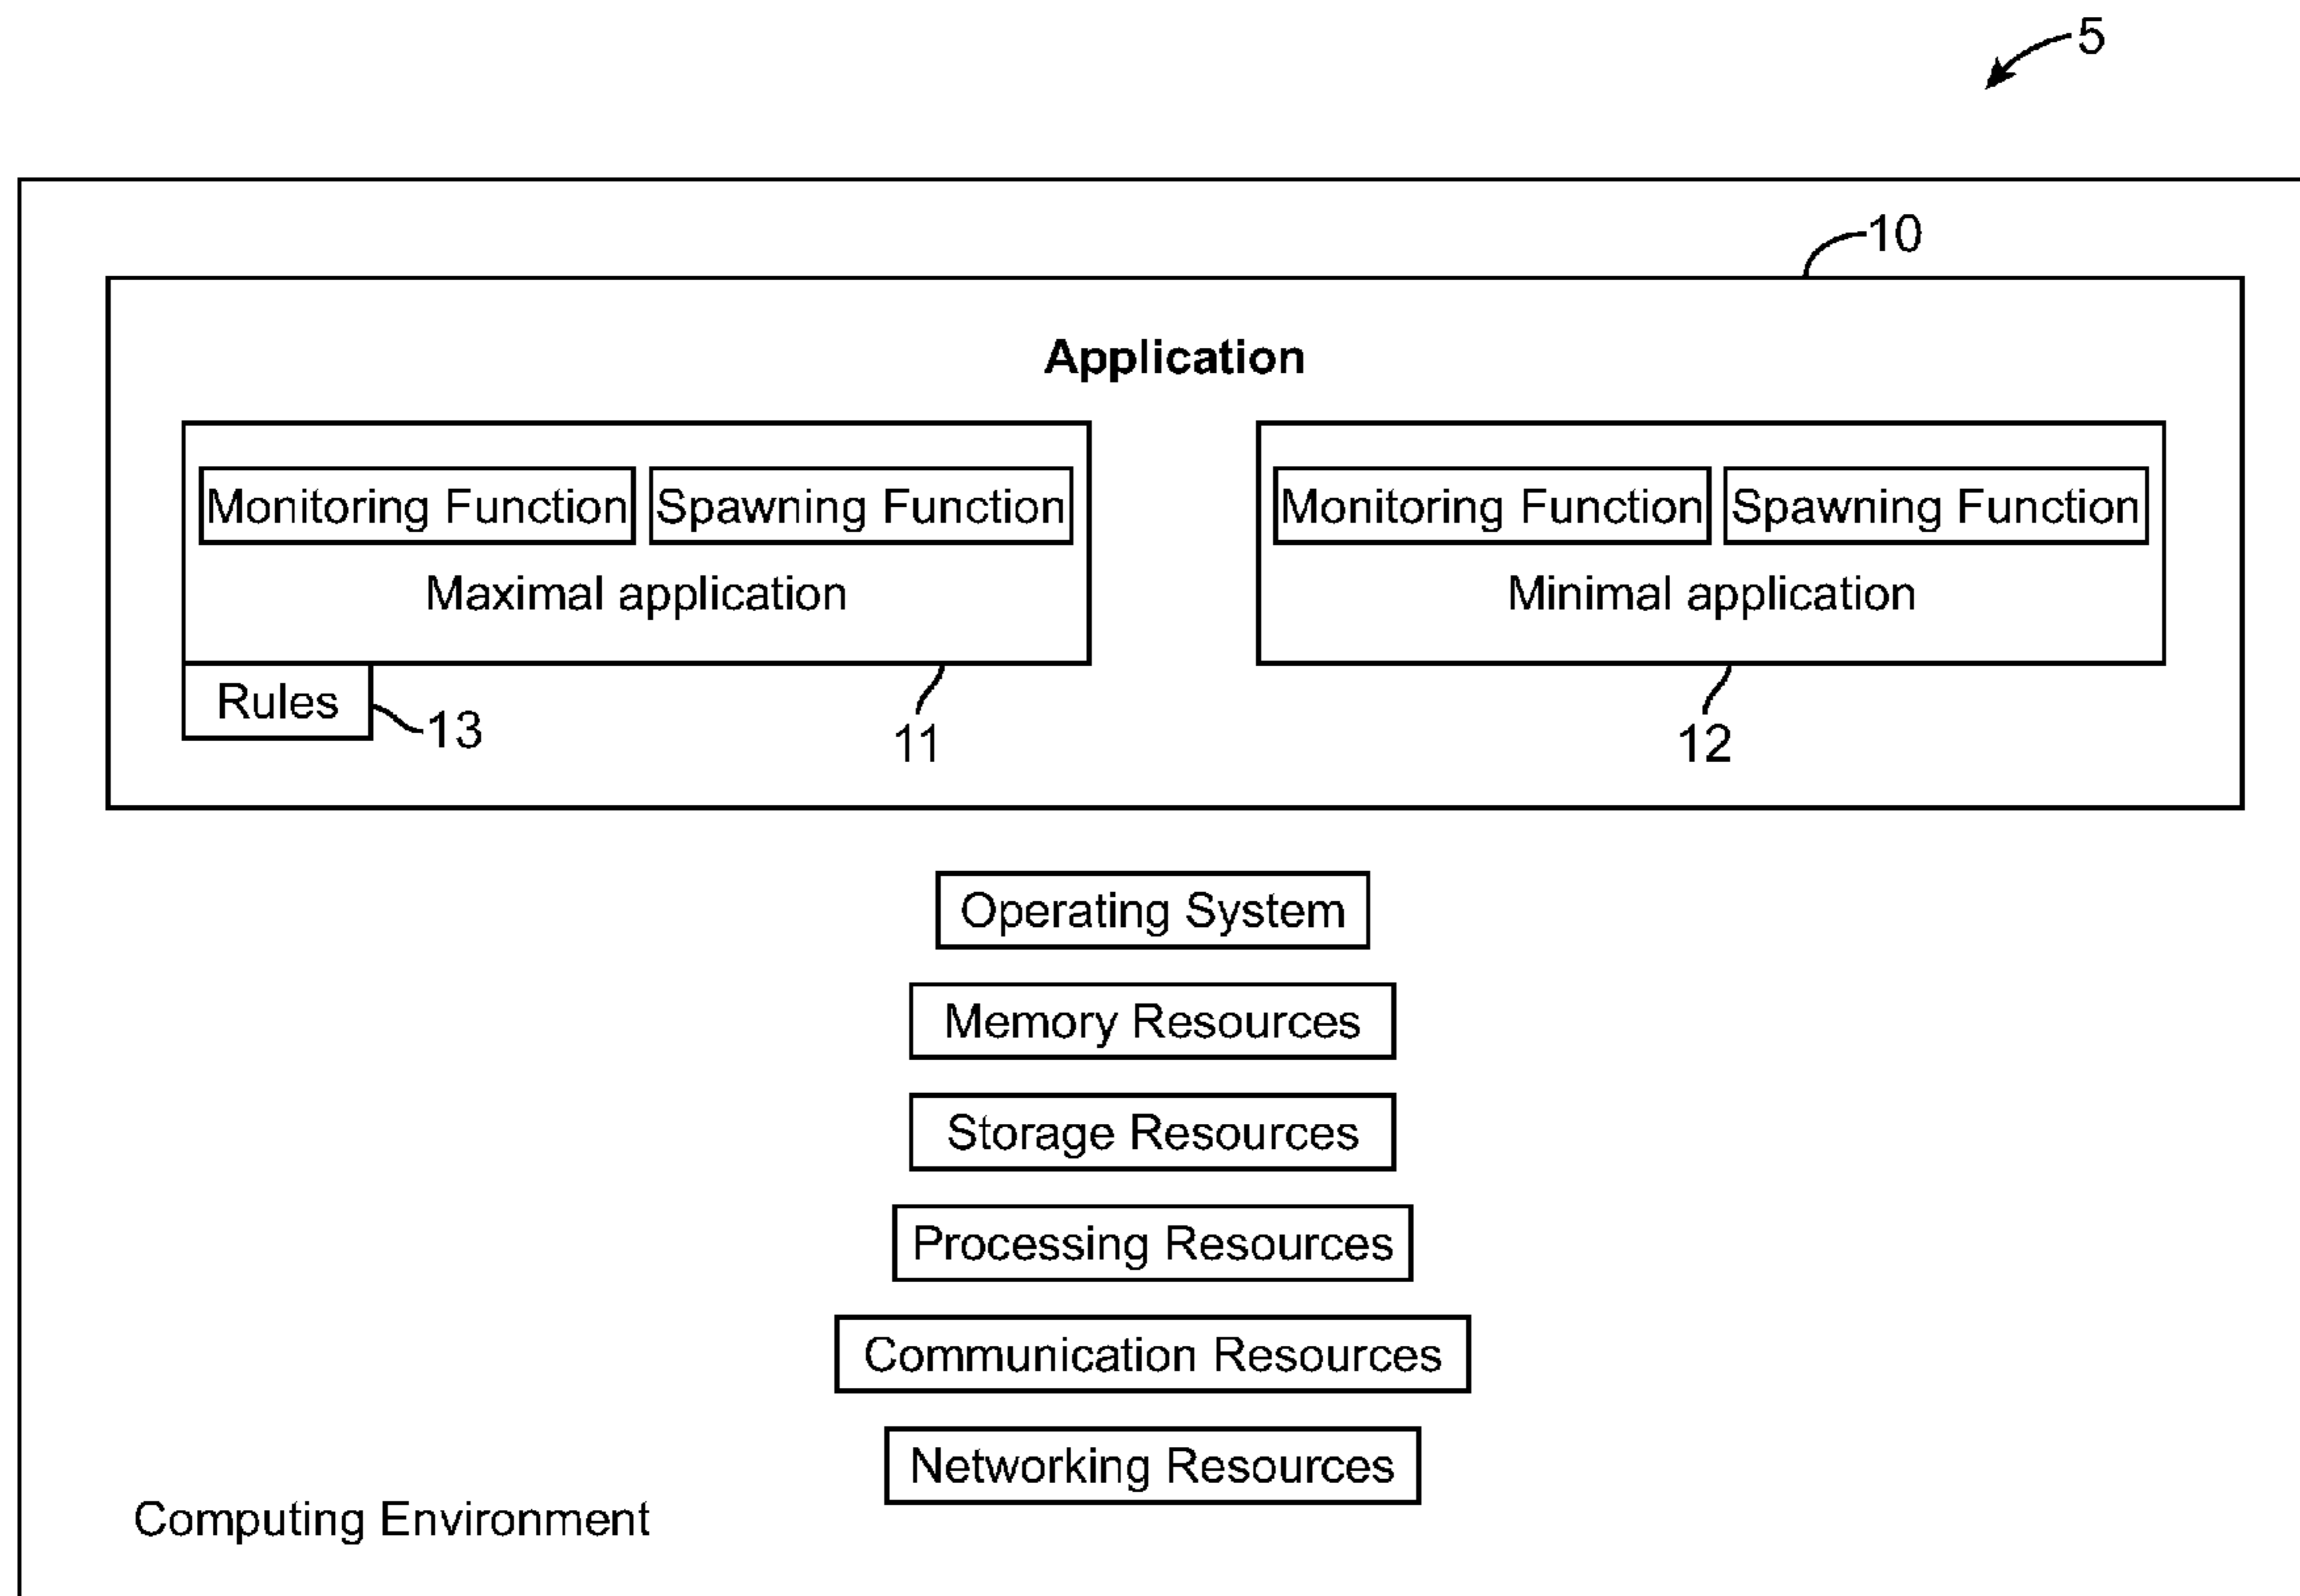 5
10
Application
Monitoring Function Spawning Function Monitoring Function Spawning Function
Maximal application Minimal application
Rules
13 11 12
Operating System
Memory Resources
Storage Resources
Processing Resources
Communication Resources
Networking Resources
Computing Environment